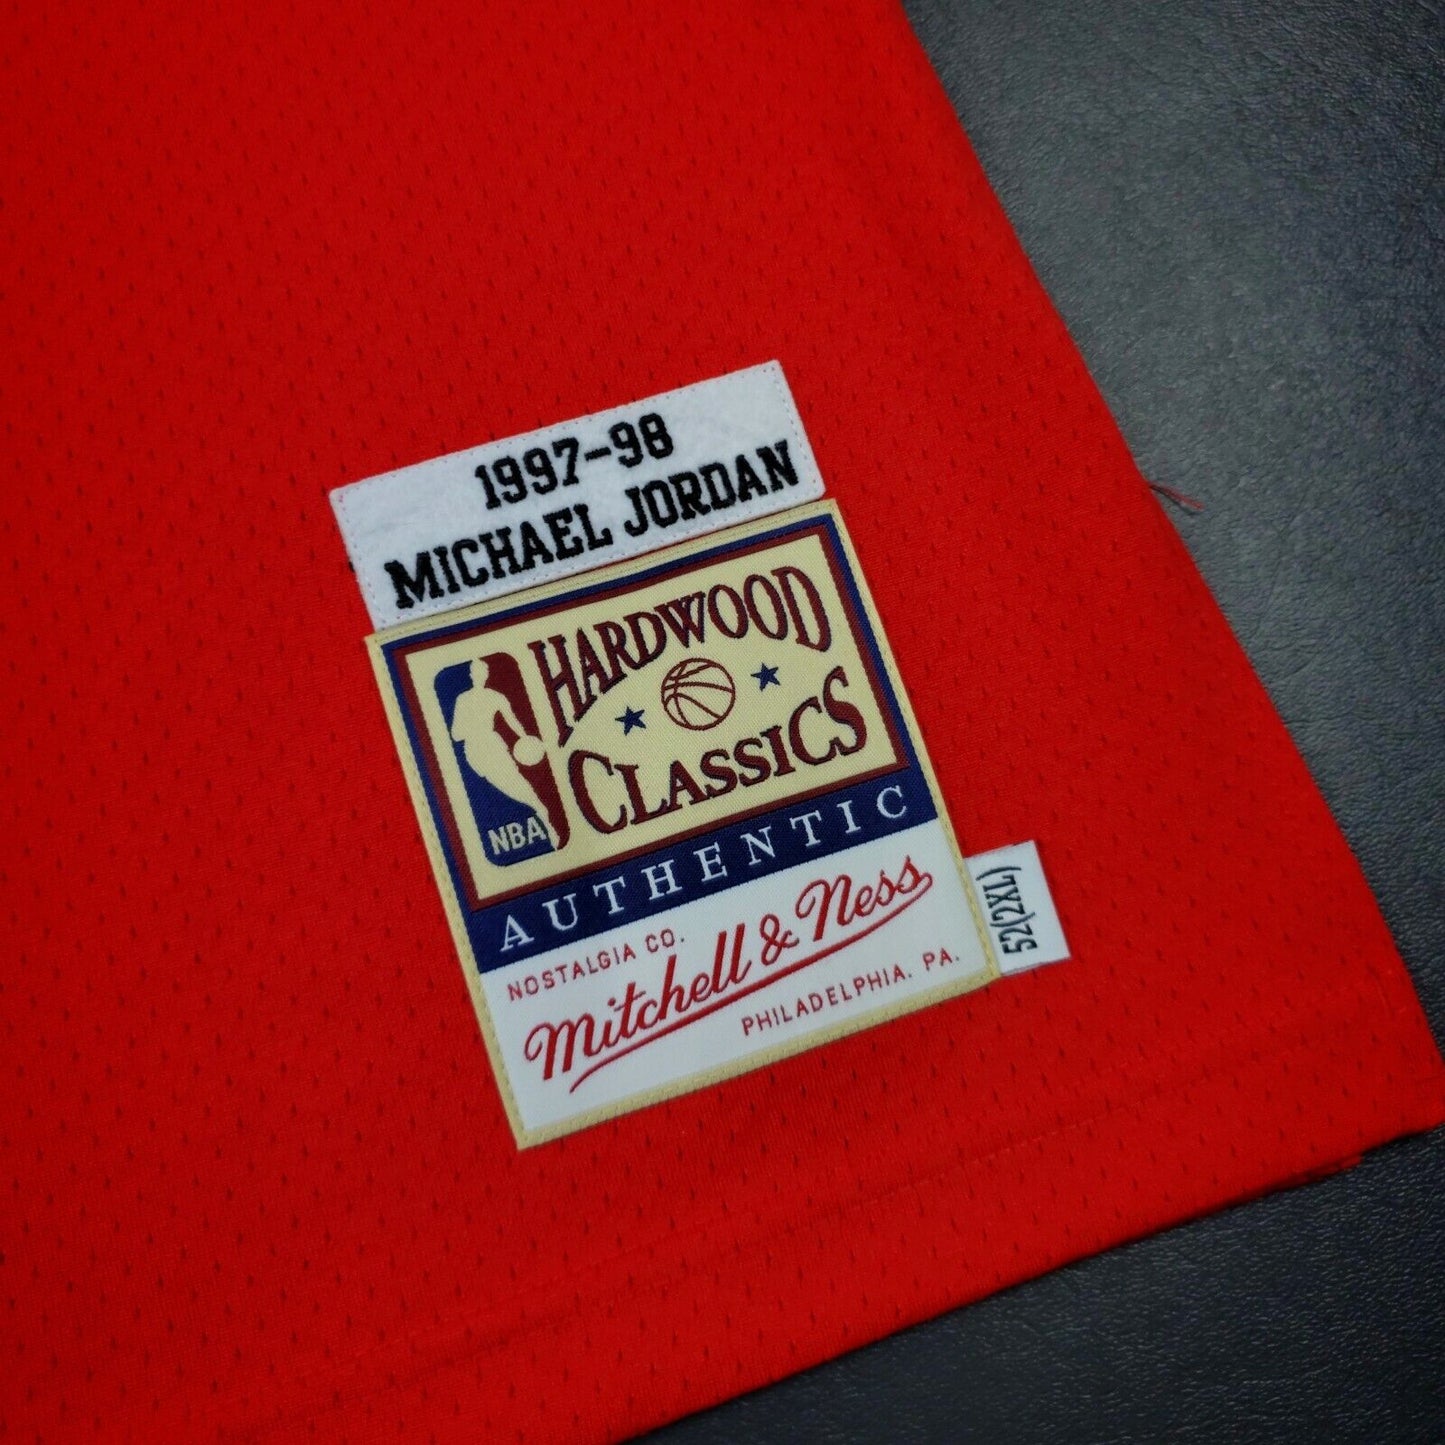 1997-98
MICHAEL JORDAN
HARDWOOD
CLASSICS
NBA
AUTHENTIC
NOSTALGIA CO.
Mitchell & Ness
PHILADELPHIA. PA.
52(2XL)